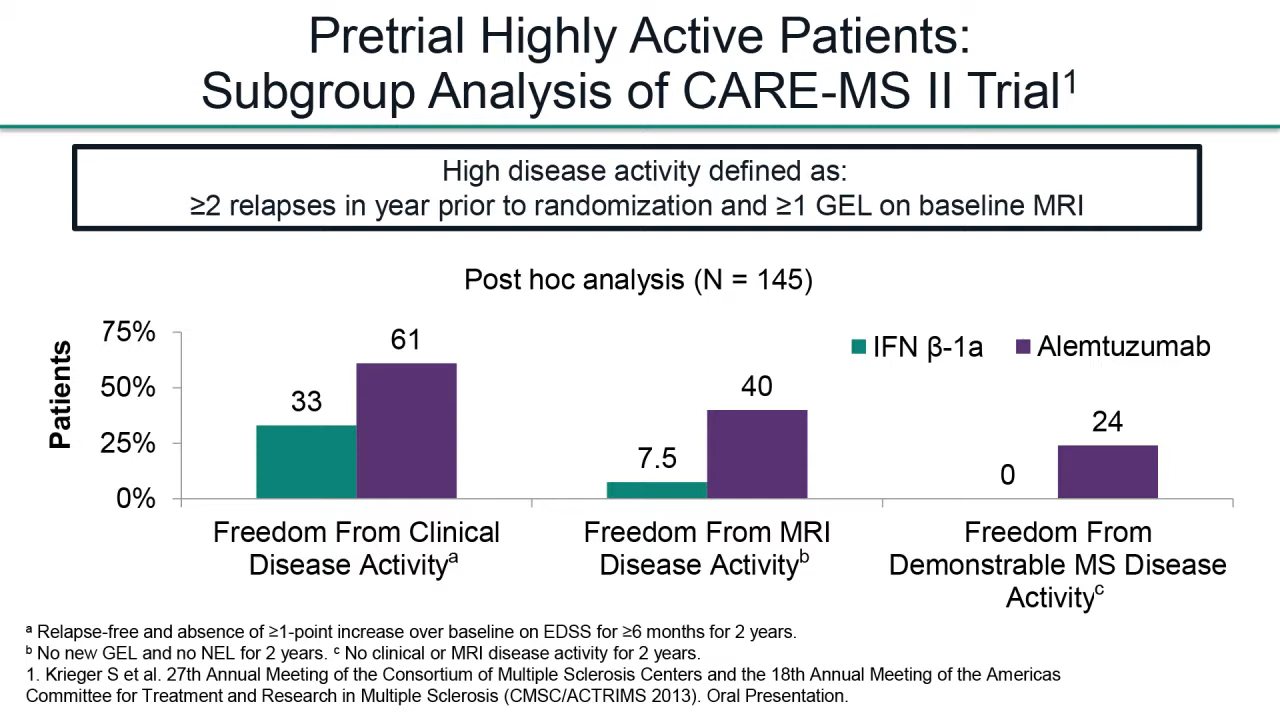 Pretrial Highly Active Patients:
Subgroup Analysis of CARE-MS II Trial¹
High disease activity defined as:
≥2 relapses in year prior to randomization and ≥1 GEL on baseline MRI
Post hoc analysis (N = 145)
Patients
75%
50%
25%
0%
IFN β-1a
Alemtuzumab
33
61
7.5
40
0
24
Freedom From Clinical
Disease Activityᵃ
Freedom From MRI
Disease Activityᵇ
Freedom From
Demonstrable MS Disease
Activityᶜ
ᵃ Relapse-free and absence of ≥1-point increase over baseline on EDSS for ≥6 months for 2 years.
ᵇ No new GEL and no NEL for 2 years. ᶜ No clinical or MRI disease activity for 2 years.
1. Krieger S et al. 27th Annual Meeting of the Consortium of Multiple Sclerosis Centers and the 18th Annual Meeting of the Americas
Committee for Treatment and Research in Multiple Sclerosis (CMSC/ACTRIMS 2013). Oral Presentation.